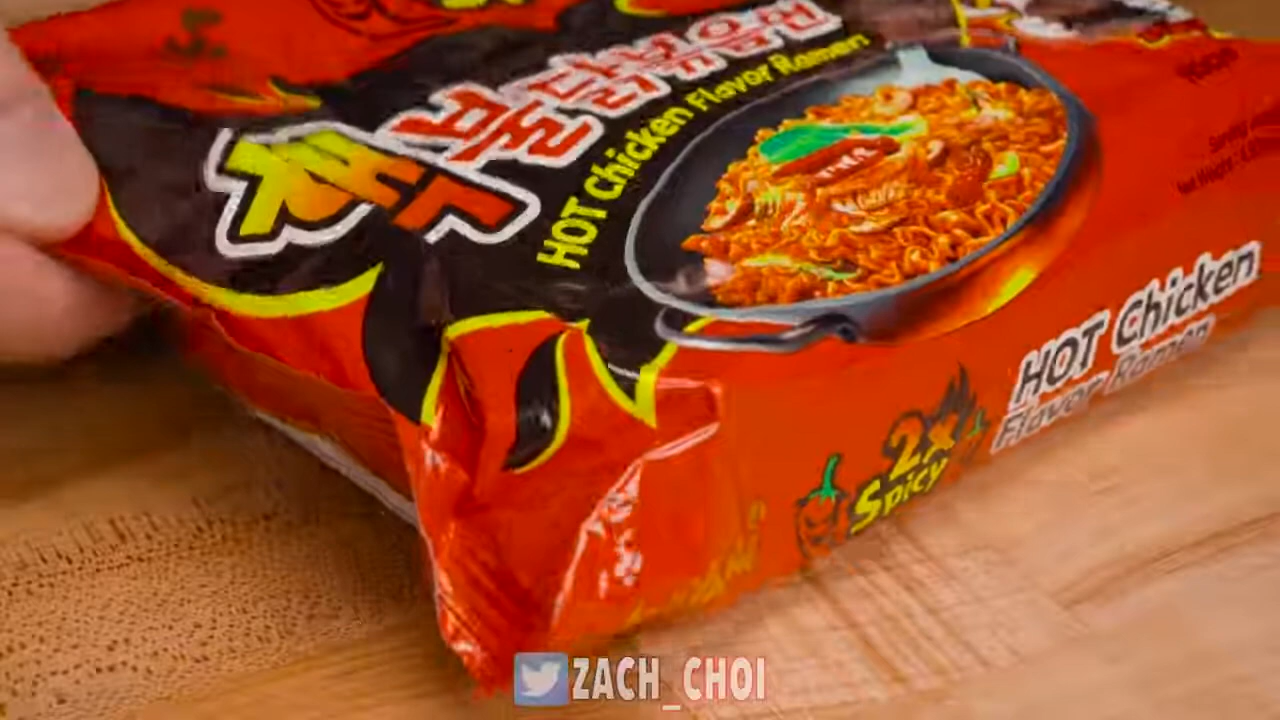 핵
불닭볶음면
HOT Chicken Flavor Ramen
HOT Chicken
Flavor Ramen
2x
Spicy
ZACH_CHOI